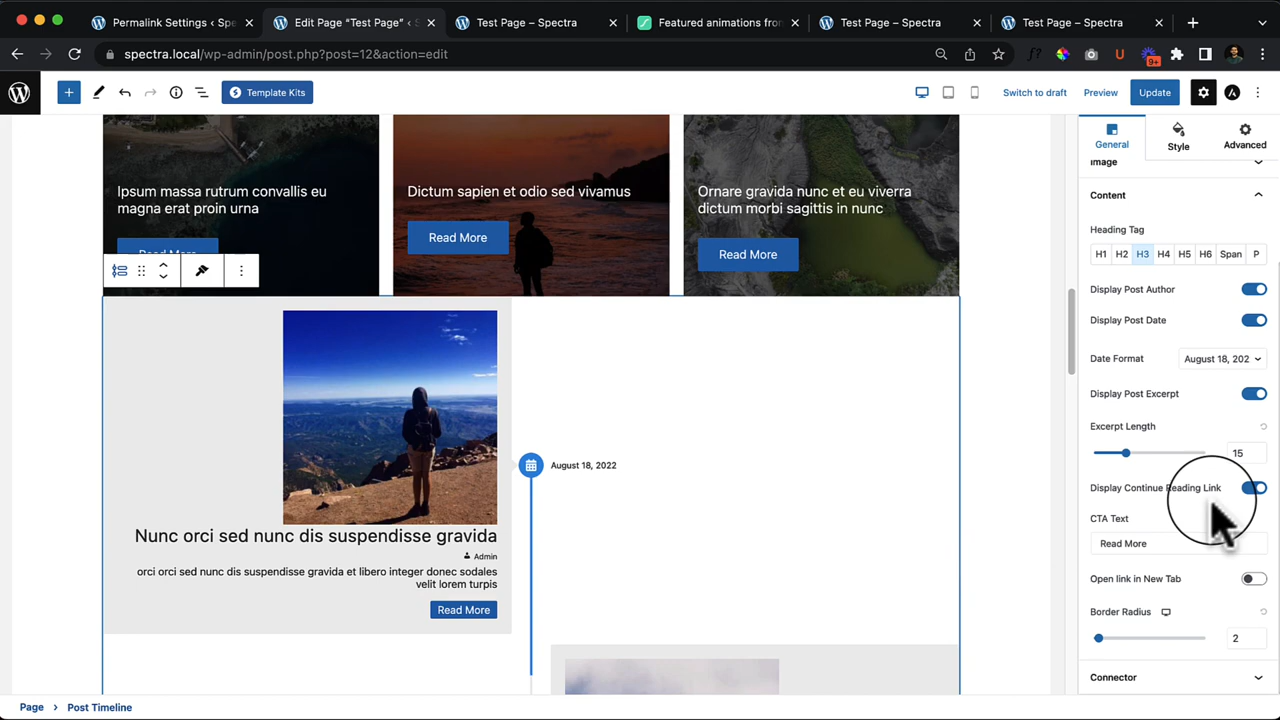 Permalink Settings ‹ Spe
Edit Page “Test Page” ‹ S
Test Page – Spectra
Featured animations fro
Test Page – Spectra
Test Page – Spectra
spectra.local/wp-admin/post.php?post=12&action=edit
9+
Template Kits
Switch to draft
Preview
Update
General
Style
Advanced
Image
Content
Heading Tag
H1 H2 H3 H4 H5 H6 Span P
Display Post Author
Display Post Date
Date Format
August 18, 202
Display Post Excerpt
Excerpt Length
15
Display Continue Reading Link
CTA Text
Read More
Open link in New Tab
Border Radius
2
Connector
Ipsum massa rutrum convallis eu
magna erat proin urna
Read More
Dictum sapien et odio sed vivamus
Read More
Ornare gravida nunc et eu viverra
dictum morbi sagittis in nunc
Read More
August 18, 2022
Nunc orci sed nunc dis suspendisse gravida
Admin
orci orci sed nunc dis suspendisse gravida et libero integer donec sodales
velit lorem turpis
Read More
Page › Post Timeline